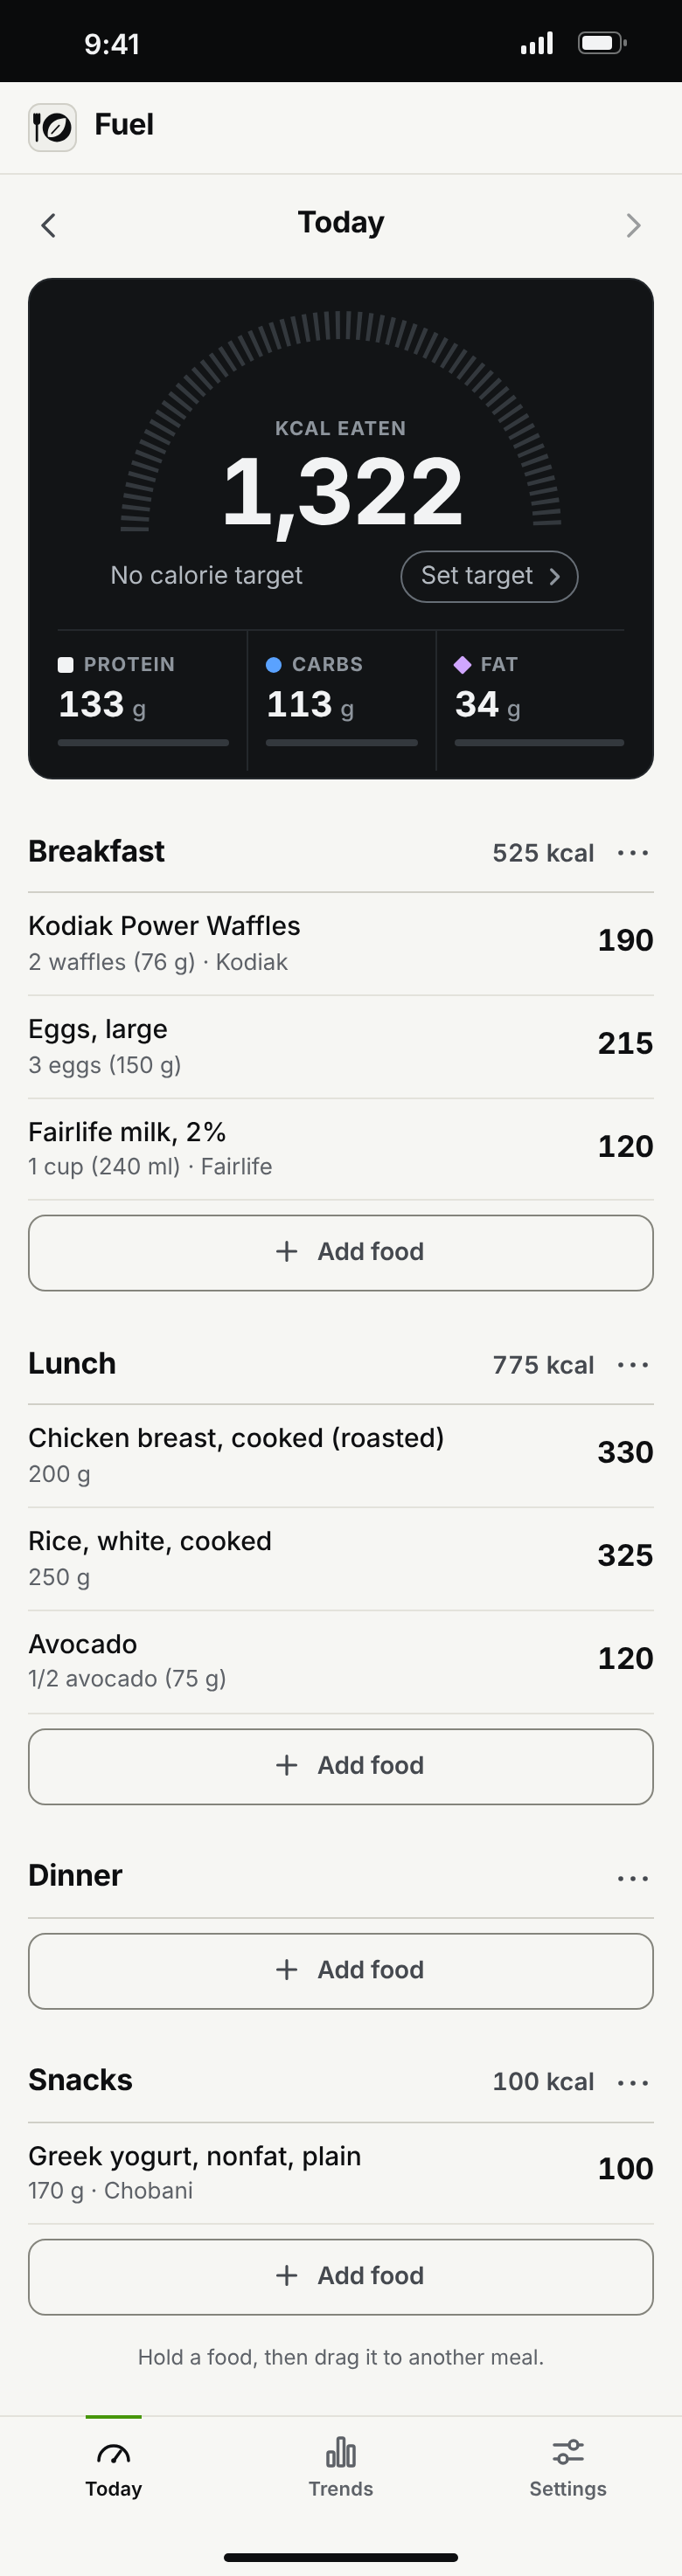 9:41
Fuel
Today
KCAL EATEN
1,322
No calorie target
Set target
PROTEIN
133 g
CARBS
113 g
FAT
34 g
Breakfast
525 kcal
Kodiak Power Waffles
2 waffles (76 g) · Kodiak
190
Eggs, large
3 eggs (150 g)
215
Fairlife milk, 2%
1 cup (240 ml) · Fairlife
120
Add food
Lunch
775 kcal
Chicken breast, cooked (roasted)
200 g
330
Rice, white, cooked
250 g
325
Avocado
1/2 avocado (75 g)
120
Add food
Dinner
Add food
Snacks
100 kcal
Greek yogurt, nonfat, plain
170 g · Chobani
100
Add food
Hold a food, then drag it to another meal.
Today
Trends
Settings